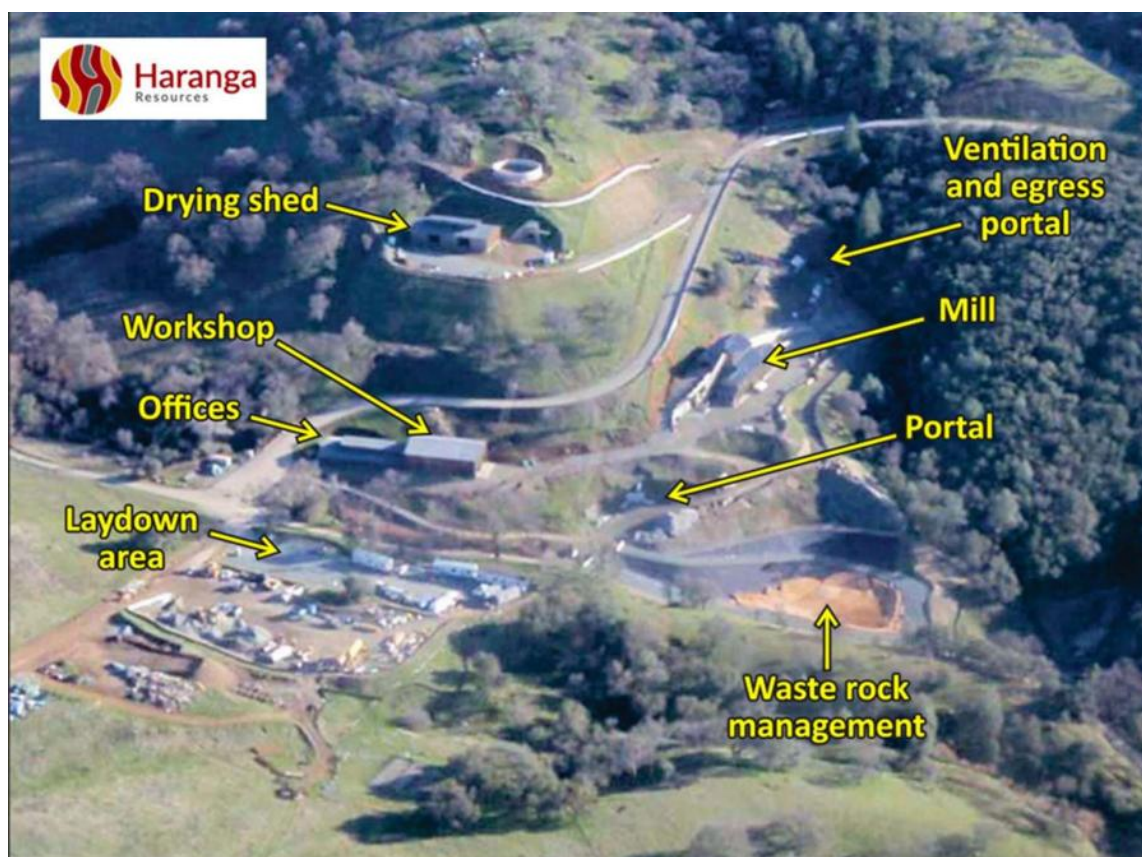 Haranga
Resources
Ventilation
and egress
portal
Drying shed
Mill
Workshop
Offices
Portal
Laydown
area
Waste rock
management